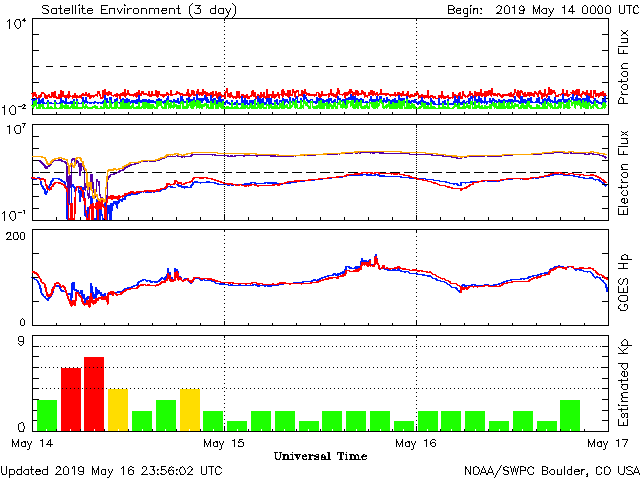 Satellite Environment (3 day) Begin: 2019 May 14 0000 UTC
10⁴
10⁻²
Proton Flux
10⁷
10⁻¹
Electron Flux
200
0
GOES Hp
9
0
Estimated Kp
May 14 May 15 May 16 May 17
Universal Time
Updated 2019 May 16 23:56:02 UTC NOAA/SWPC Boulder, CO USA